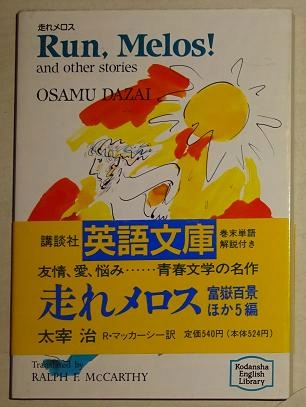 走れメロス
Run, Melos!
and other stories
OSAMU DAZAI
講談社
英語文庫
巻末単語
解説付き
友情、愛、悩み……青春文学の名作
走れメロス
富嶽百景
ほか5編
太宰 治 R・マッカーシー訳 定価540円(本体524円)
Translated by
RALPH F. McCARTHY
Kodansha
English
Library